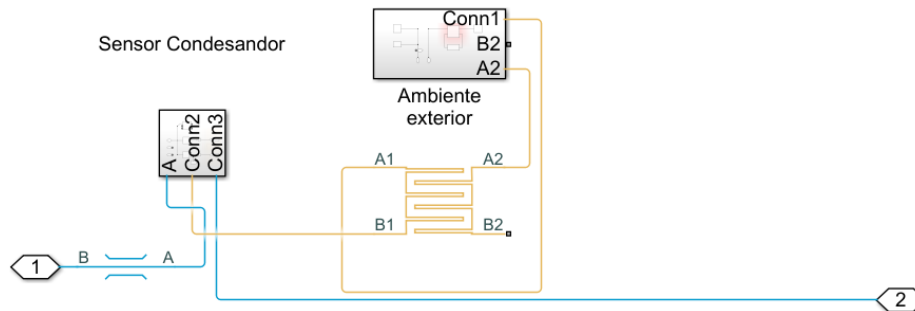 Conn1
Sensor Condesandor
B2
A2
Ambiente
exterior
A
Conn2
Conn3
A1
A2
B1
B2
B
A
1
2